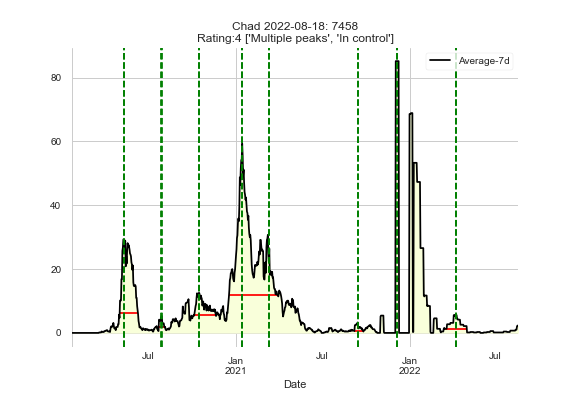 Chad 2022-08-18: 7458
Rating:4 ['Multiple peaks', 'In control']
Average-7d
80
60
40
20
0
Jul
Jan
2021
Jul
Jan
2022
Jul
Date